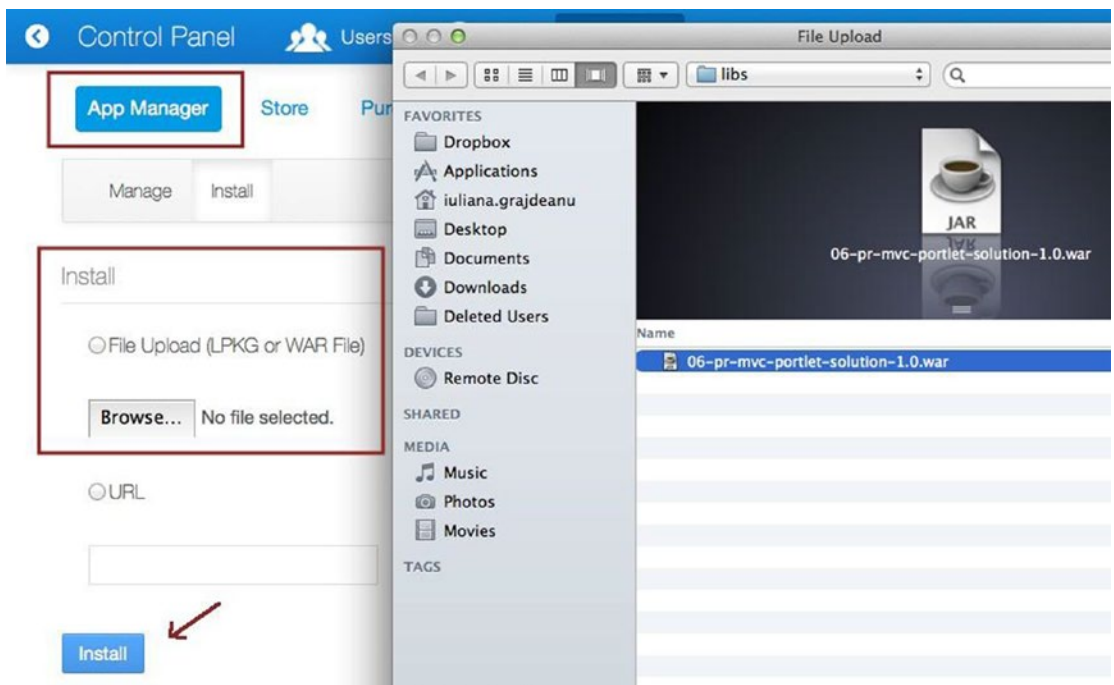 Control Panel
Users
App Manager
Store
Pur
Manage
Install
Install
File Upload (LPKG or WAR File)
Browse...
No file selected.
URL
Install
File Upload
libs
FAVORITES
Dropbox
Applications
iuliana.grajdeanu
Desktop
Documents
Downloads
Deleted Users
DEVICES
Remote Disc
SHARED
MEDIA
Music
Photos
Movies
TAGS
JAR
06-pr-mvc-portlet-solution-1.0.war
Name
06-pr-mvc-portlet-solution-1.0.war